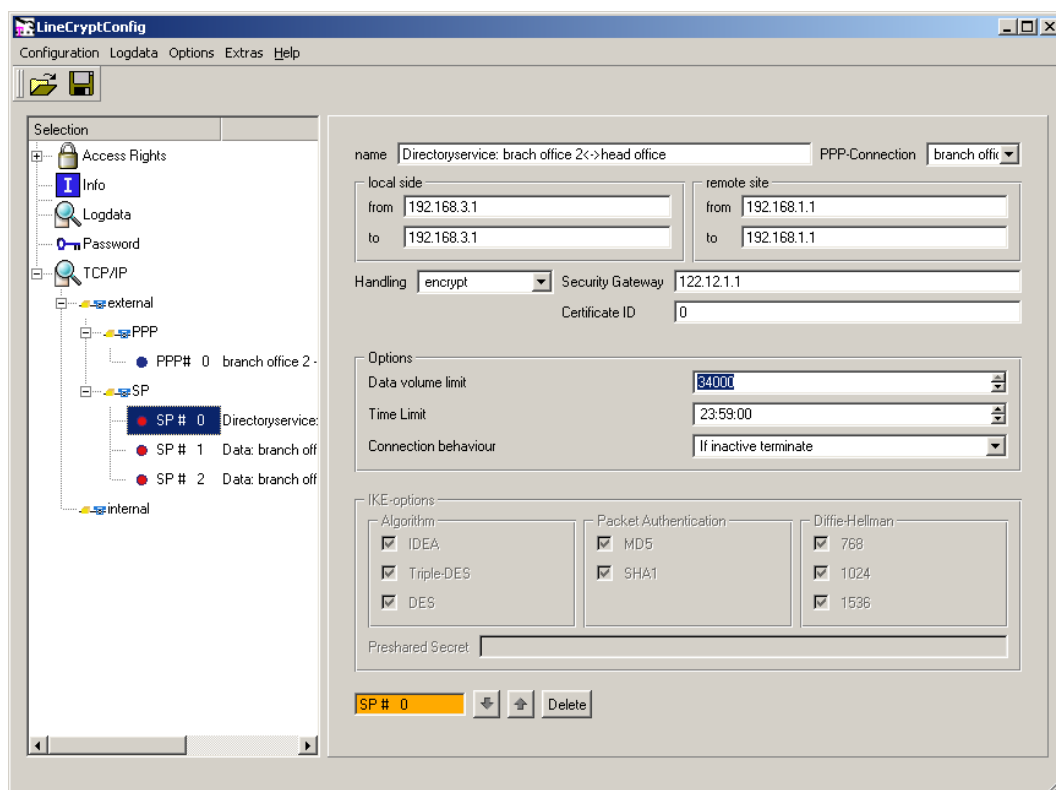 LineCryptConfig
Configuration Logdata Options Extras Help
Selection
Access Rights
Info
Logdata
Password
TCP/IP
external
PPP
PPP# 0 branch office 2 -
SP
SP # 0 Directoryservice:
SP # 1 Data: branch off
SP # 2 Data: branch off
internal
name Directoryservice: brach office 2<->head office PPP-Connection branch offic
local side remote site
from 192.168.3.1 from 192.168.1.1
to 192.168.3.1 to 192.168.1.1
Handling encrypt Security Gateway 122.12.1.1
Certificate ID 0
Options
Data volume limit 34000
Time Limit 23:59:00
Connection behaviour If inactive terminate
IKE-options
Algorithm Packet Authentication Diffie-Hellman
IDEA MD5 768
Triple-DES SHA1 1024
DES 1536
Preshared Secret
SP # 0 Delete